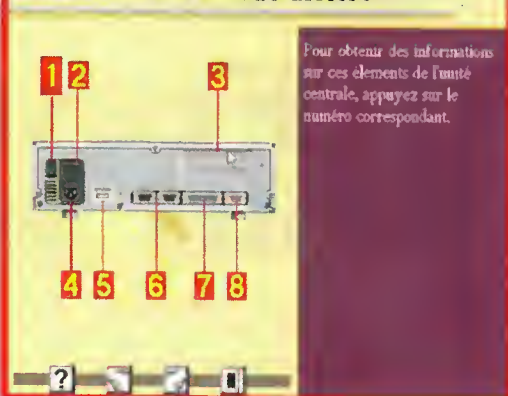 Pour obtenir des informations
sur ces élements de l'unité
centrale, appuyez sur le
numéro correspondant.
1 2 3
4 5 6 7 8
?